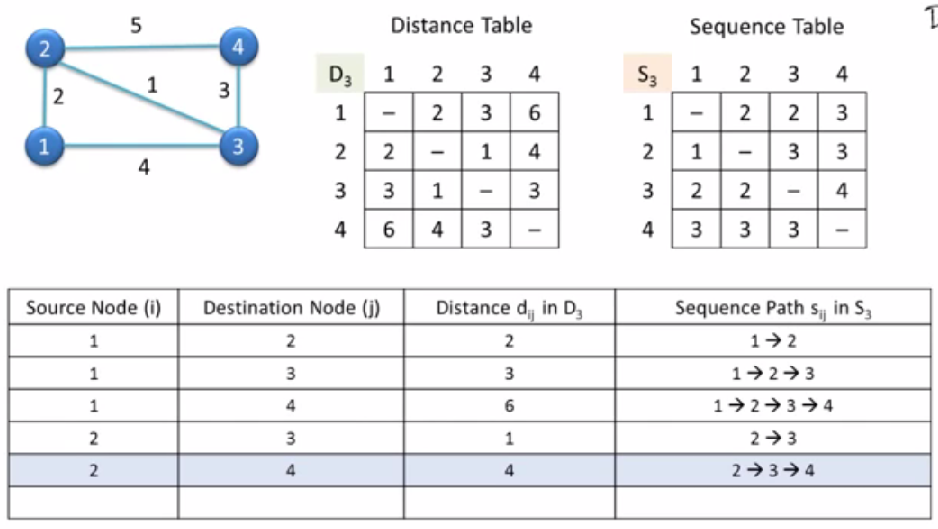 5
2
4
2
1
3
1
3
4
Distance Table
D₃ 1 2 3 4
1 – 2 3 6
2 2 – 1 4
3 3 1 – 3
4 6 4 3 –
Sequence Table
S₃ 1 2 3 4
1 – 2 2 3
2 1 – 3 3
3 2 2 – 4
4 3 3 3 –
Source Node (i) Destination Node (j) Distance dᵢⱼ in D₃ Sequence Path sᵢⱼ in S₃
1 2 2 1 → 2
1 3 3 1 → 2 → 3
1 4 6 1 → 2 → 3 → 4
2 3 1 2 → 3
2 4 4 2 → 3 → 4